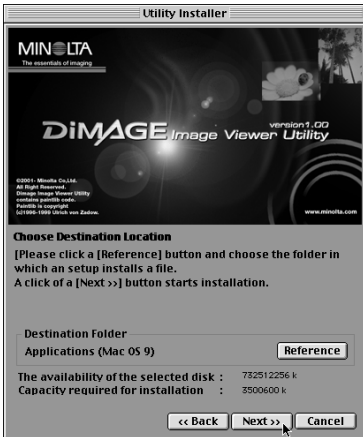 Utility Installer
MINOLTA
The essentials of imaging
DiMAGE Image Viewer Utility
version1.00
©2001- Minolta Co,Ltd.
All Right Reserved.
Dimage Image Viewer Utility
contains paintlib code.
Paintlib is copyright
(c)1996-1999 Ulrich von Zadow.
www.minolta.com
Choose Destination Location
[Please click a [Reference] button and choose the folder in
which an setup installs a file.
A click of a [Next >>] button starts installation.
Destination Folder
Applications (Mac OS 9)
Reference
The availability of the selected disk : 732512256 k
Capacity required for installation : 3500600 k
<< Back Next >> Cancel